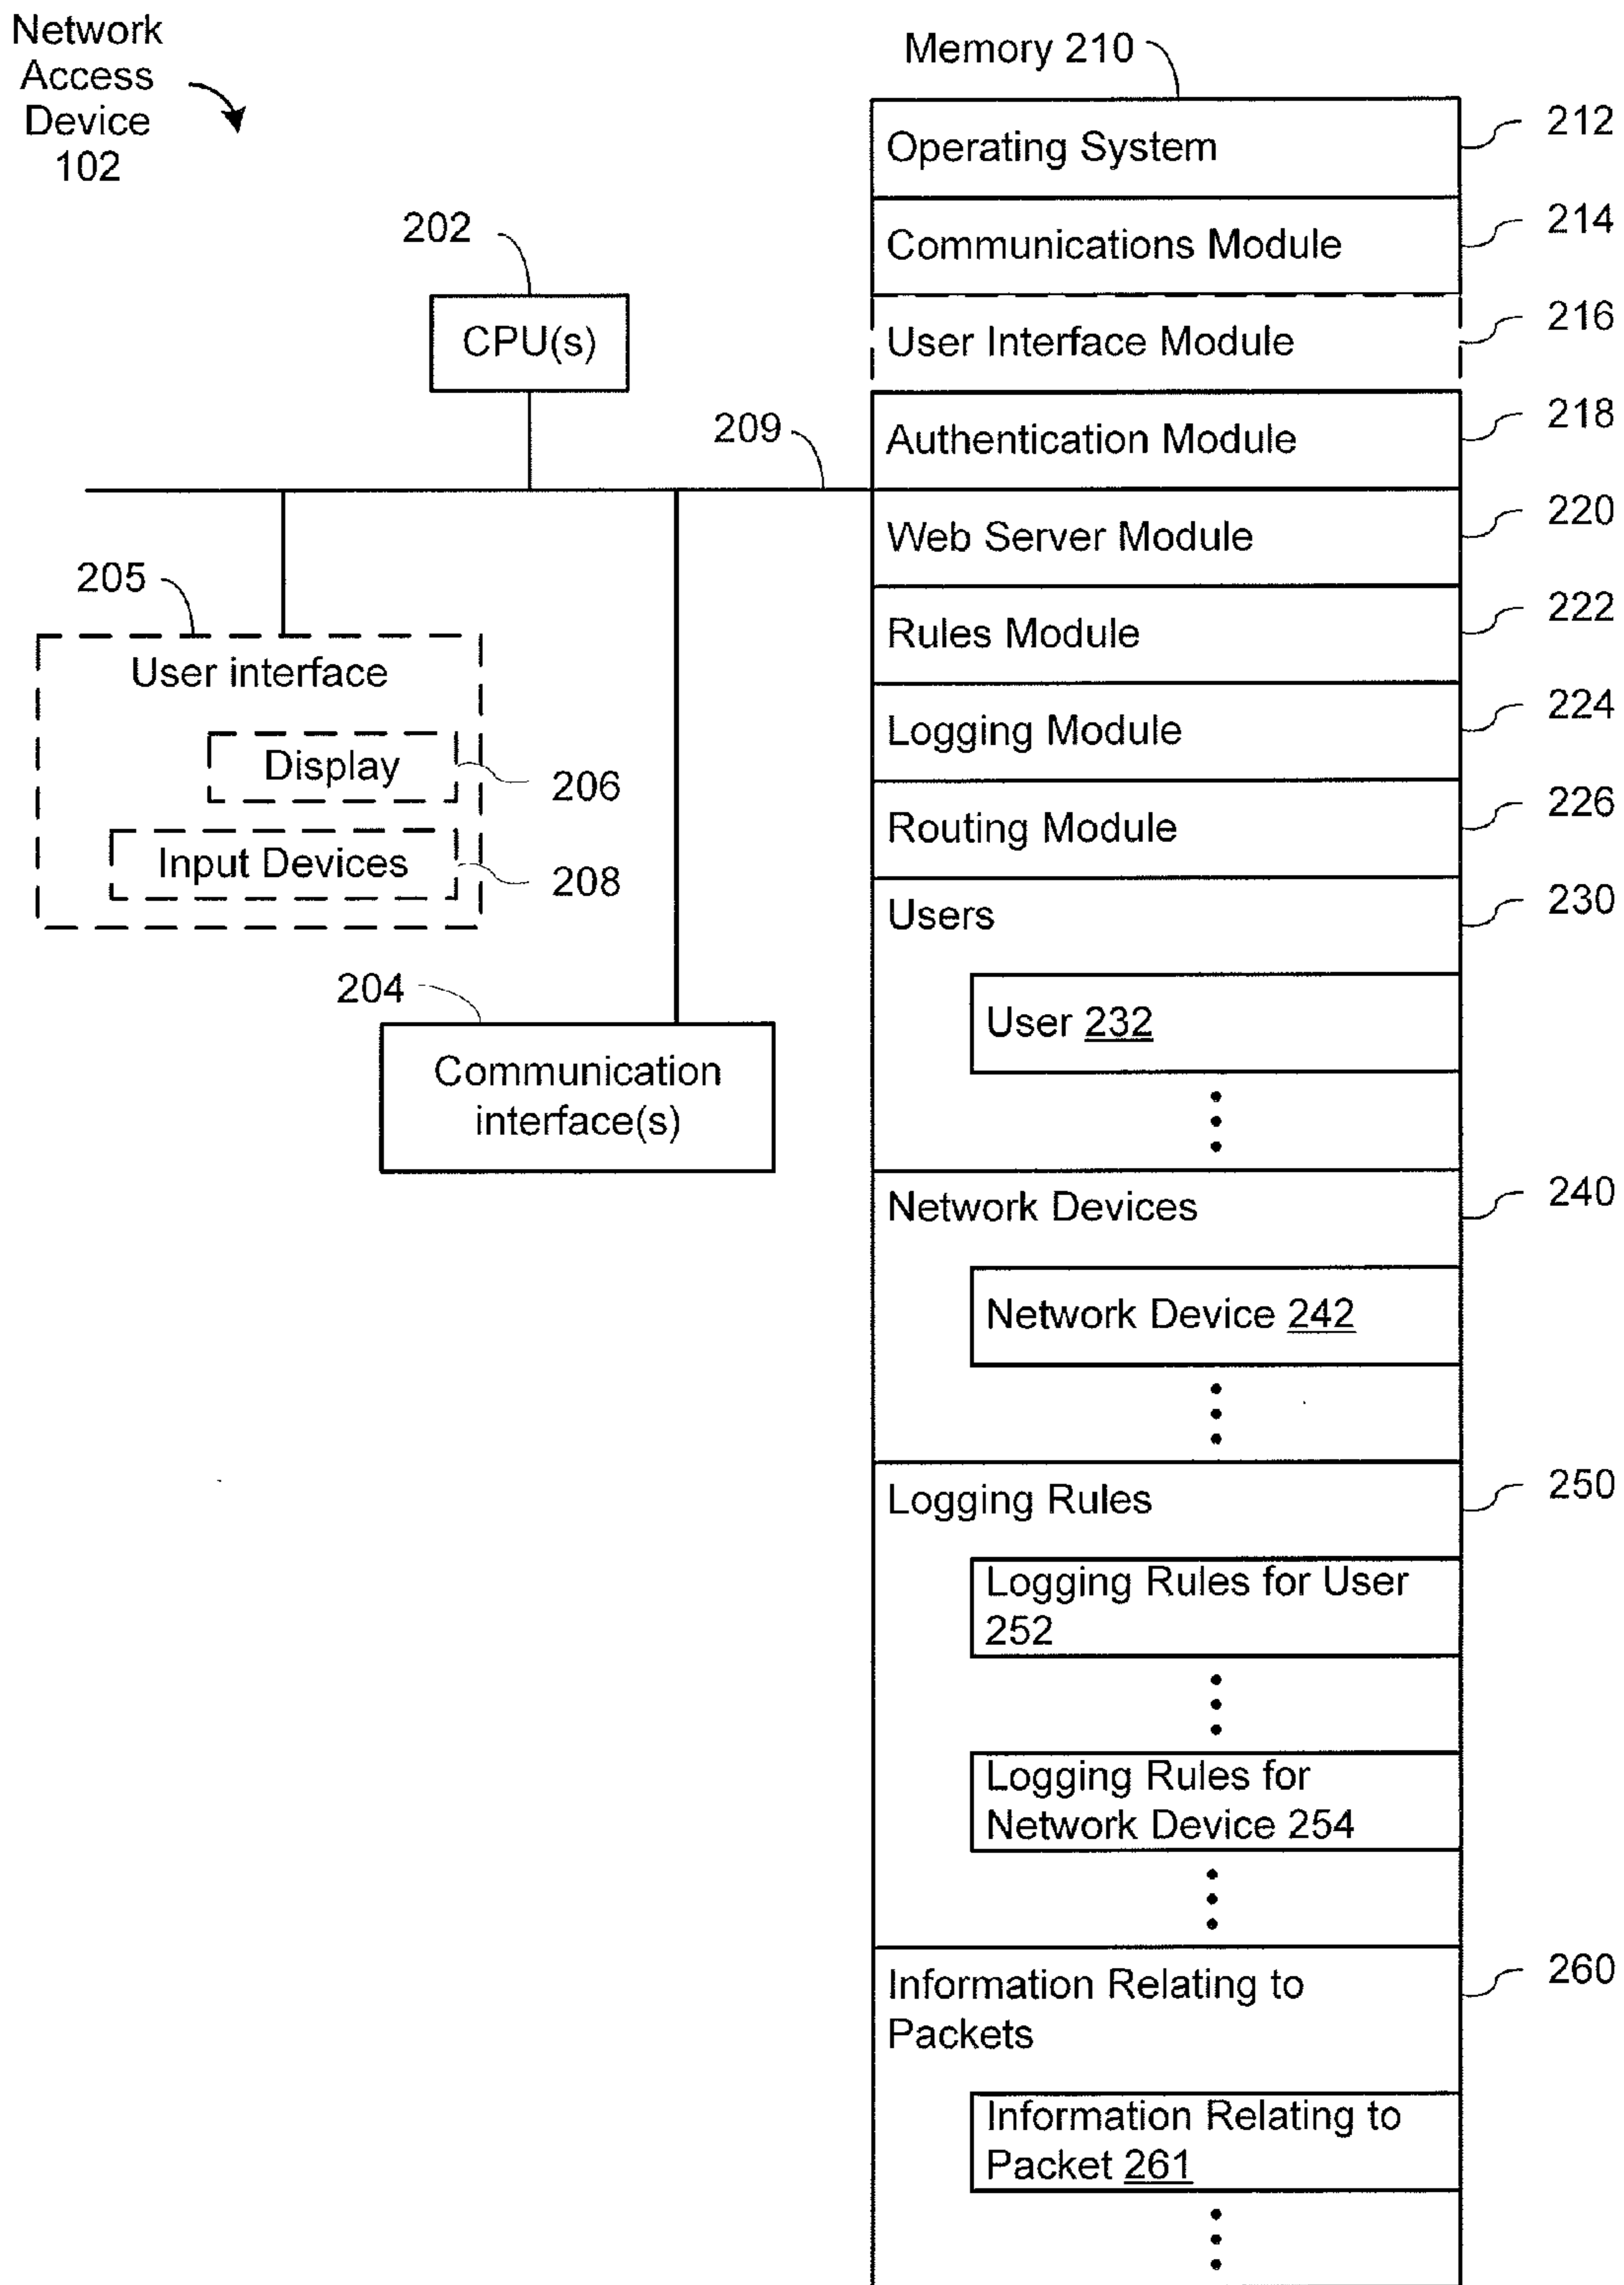 Network
Access
Device
102
Memory 210
Operating System
212
Communications Module
214
202
CPU(s)
User Interface Module
216
209
Authentication Module
218
Web Server Module
220
205
User interface
Rules Module
222
Logging Module
224
Display
206
Routing Module
226
Input Devices
208
Users
230
204
User 232
Communication
interface(s)
Network Devices
240
Network Device 242
Logging Rules
250
Logging Rules for User
252
Logging Rules for
Network Device 254
Information Relating to
Packets
260
Information Relating to
Packet 261